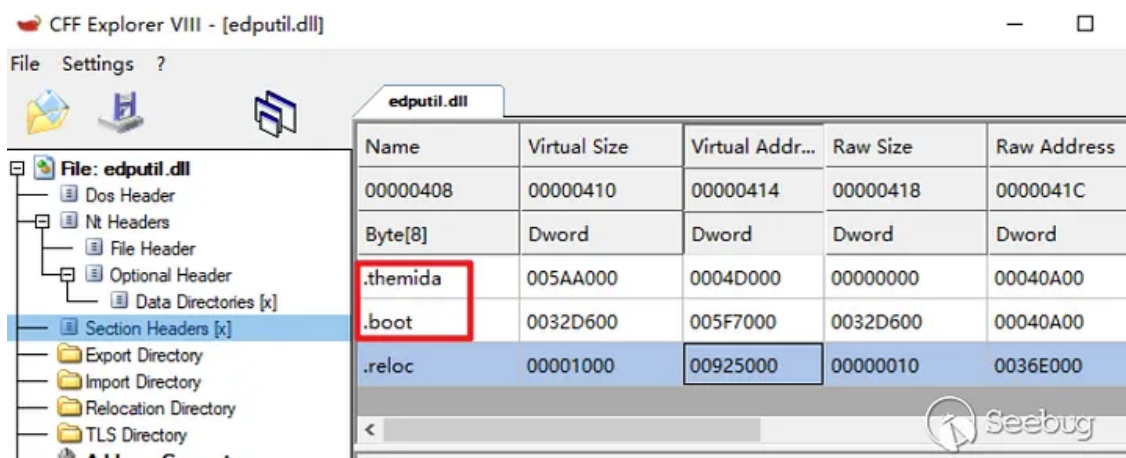 CFF Explorer VIII - [edputil.dll]
File Settings ?
edputil.dll
File: edputil.dll
Dos Header
Nt Headers
File Header
Optional Header
Data Directories [x]
Section Headers [x]
Export Directory
Import Directory
Relocation Directory
TLS Directory
Name Virtual Size Virtual Addr... Raw Size Raw Address
00000408 00000410 00000414 00000418 0000041C
Byte[8] Dword Dword Dword Dword
.themida 005AA000 0004D000 00000000 00040A00
.boot 0032D600 005F7000 0032D600 00040A00
.reloc 00001000 00925000 00000010 0036E000
Seebug